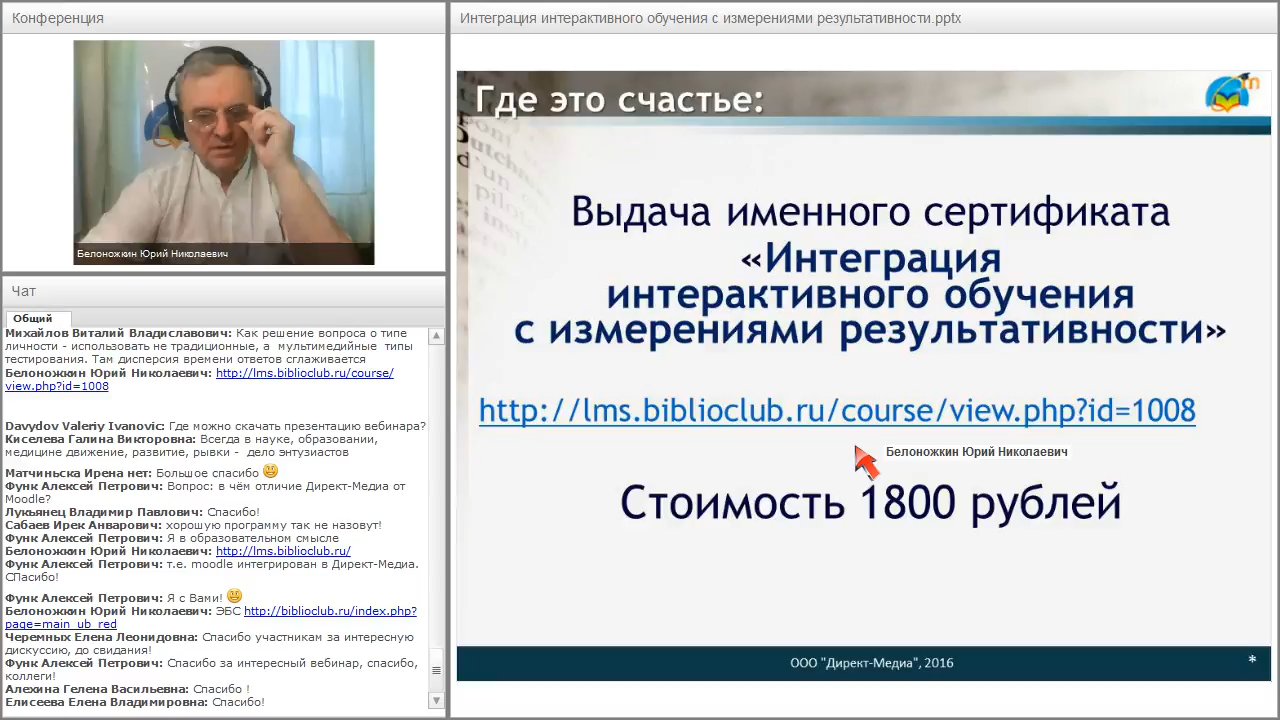 Конференция
Белоножкин Юрий Николаевич
Чат
Общий
Михайлов Виталий Владиславович: Как решение вопроса о типе
личности - использовать не традиционные, а мультимедийные типы
тестирования. Там дисперсия времени ответов сглаживается
Белоножкин Юрий Николаевич: http://lms.biblioclub.ru/course/
view.php?id=1008
Davydov Valeriy Ivanovic: Где можно скачать презентацию вебинара?
Киселева Галина Викторовна: Всегда в науке, образовании,
медицине движение, развитие, рывки - дело энтузиастов
Матчиньска Ирена нет: Большое спасибо
Функ Алексей Петрович: Вопрос: в чём отличие Директ-Медиа от
Moodle?
Лукьянец Владимир Павлович: Спасибо!
Сабаев Ирек Анварович: хорошую программу так не назовут!
Функ Алексей Петрович: Я в образовательном смысле
Белоножкин Юрий Николаевич: http://lms.biblioclub.ru/
Функ Алексей Петрович: т.е. moodle интегрирован в Директ-Медиа.
СПасибо!
Функ Алексей Петрович: Я с Вами!
Белоножкин Юрий Николаевич: ЭБС http://biblioclub.ru/index.php?
page=main_ub_red
Черемных Елена Леонидовна: Спасибо участникам за интересную
дискуссию, до свидания!
Функ Алексей Петрович: Спасибо за интересный вебинар, спасибо,
коллеги!
Алехина Гелена Васильевна: Спасибо !
Елисеева Елена Владимировна: Спасибо!
Интеграция интерактивного обучения с измерениями результативности.pptx
Где это счастье:
Выдача именного сертификата
«Интеграция
интерактивного обучения
с измерениями результативности»
http://lms.biblioclub.ru/course/view.php?id=1008
Белоножкин Юрий Николаевич
Стоимость 1800 рублей
ООО "Директ-Медиа", 2016
*